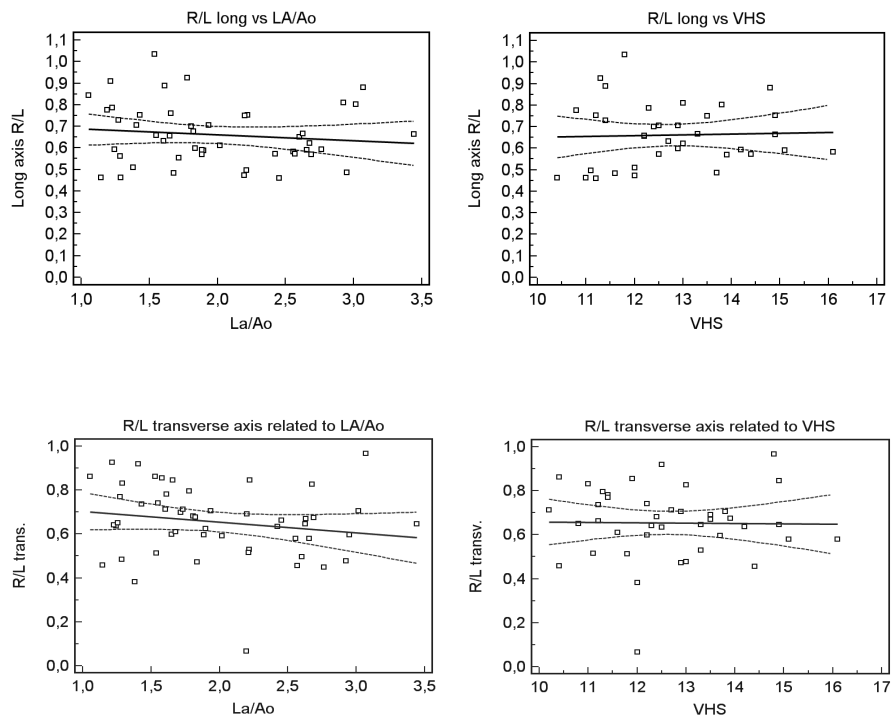 R/L long vs LA/Ao
1,1
1,0
0,9
0,8
0,7
0,6
0,5
0,4
0,3
0,2
0,1
0,0
Long axis R/L
1,0 1,5 2,0 2,5 3,0 3,5
La/Ao
R/L long vs VHS
1,1
1,0
0,9
0,8
0,7
0,6
0,5
0,4
0,3
0,2
0,1
0,0
Long axis R/L
10 11 12 13 14 15 16 17
VHS
R/L transverse axis related to LA/Ao
1,0
0,8
0,6
0,4
0,2
0,0
R/L trans.
1,0 1,5 2,0 2,5 3,0 3,5
La/Ao
R/L transverse axis related to VHS
1,0
0,8
0,6
0,4
0,2
0,0
R/L transv.
10 11 12 13 14 15 16 17
VHS